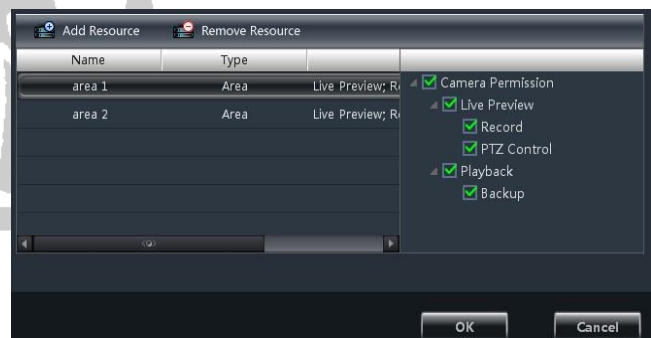 Add Resource Remove Resource
Name Type
area 1 Area Live Preview; R
area 2 Area Live Preview; R
Camera Permission
Live Preview
Record
PTZ Control
Playback
Backup
OK Cancel